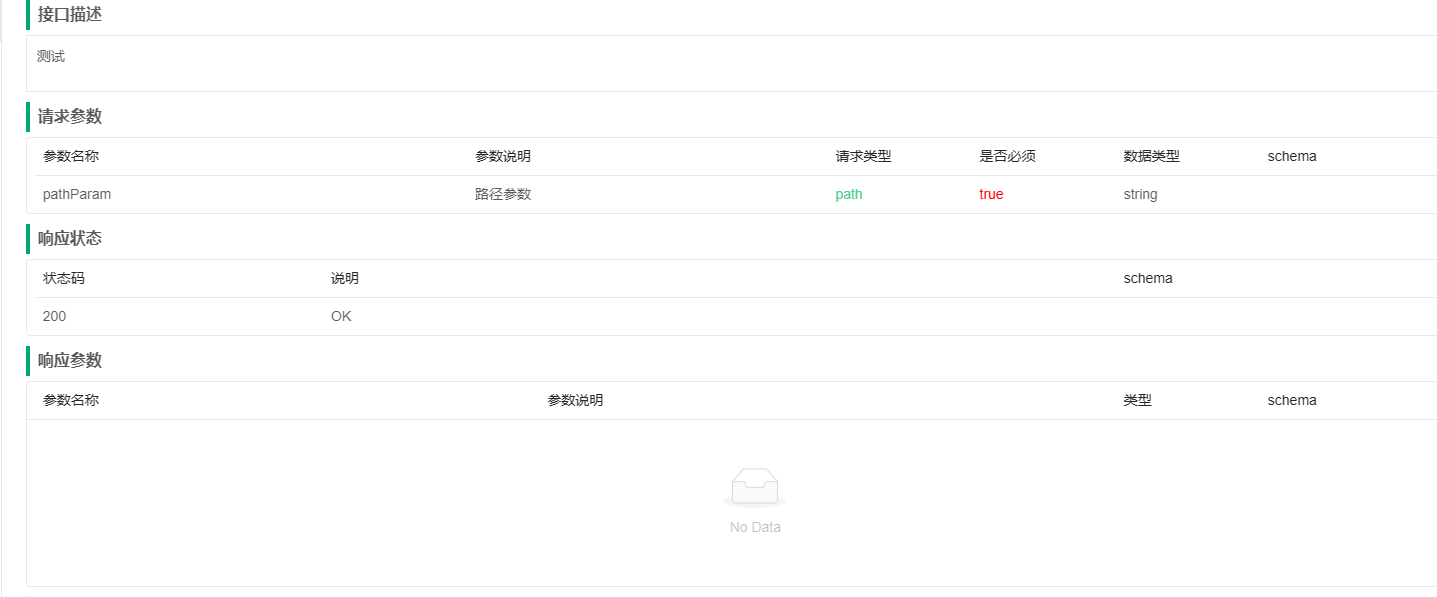 接口描述
测试
请求参数
参数名称 参数说明 请求类型 是否必须 数据类型 schema
pathParam 路径参数 path true string
响应状态
状态码 说明 schema
200 OK
响应参数
参数名称 参数说明 类型 schema
No Data